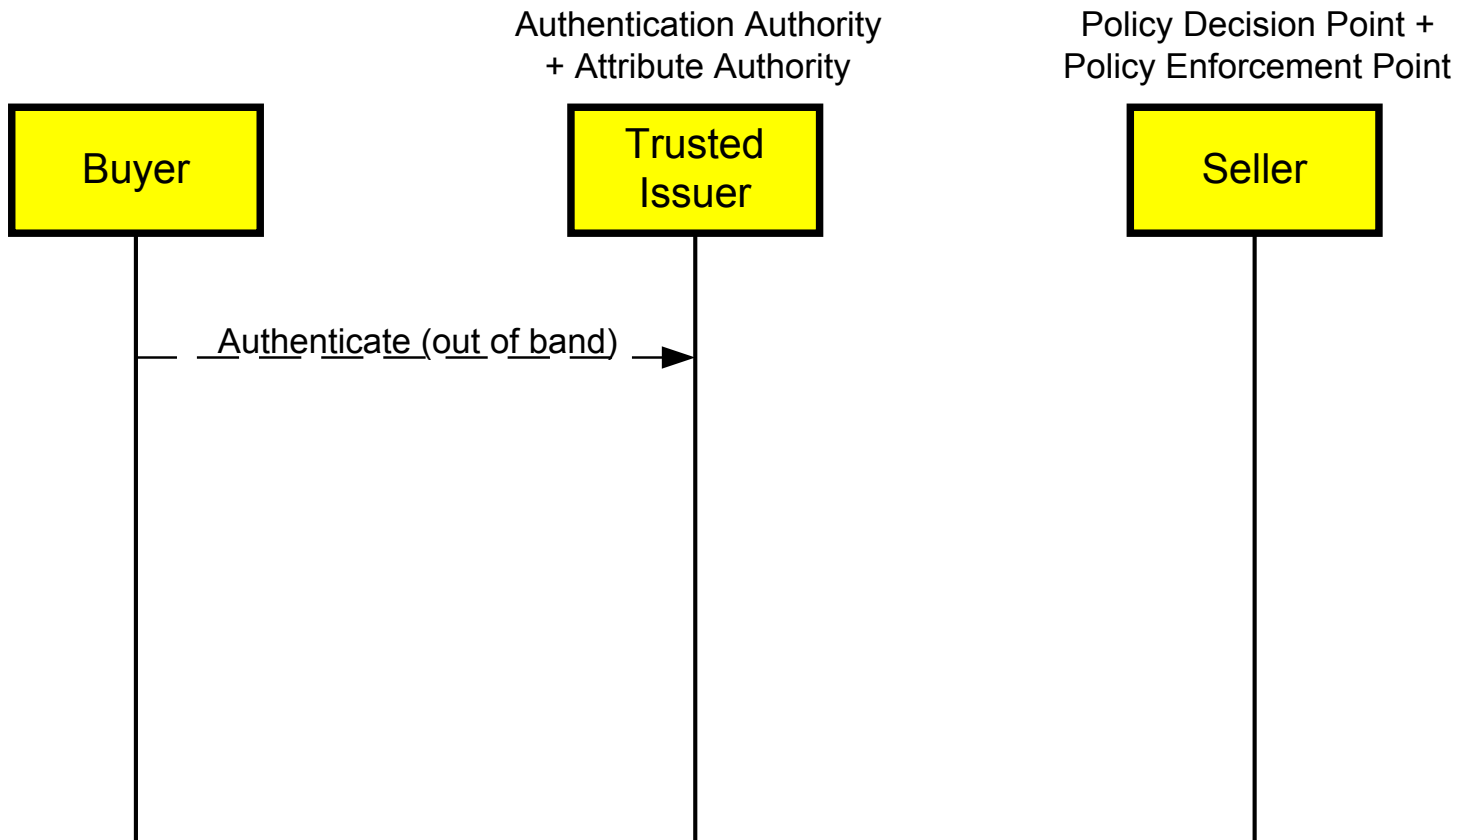 Authentication Authority
+ Attribute Authority
Policy Decision Point +
Policy Enforcement Point
Buyer
Trusted
Issuer
Seller
Authenticate (out of band)